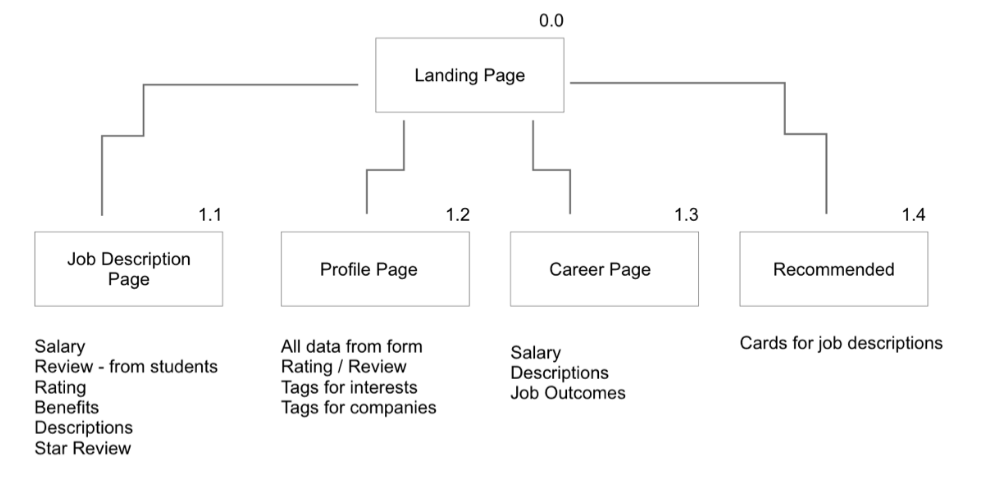 0.0
Landing Page
1.1
Job Description
Page
Salary
Review - from students
Rating
Benefits
Descriptions
Star Review
1.2
Profile Page
All data from form
Rating / Review
Tags for interests
Tags for companies
1.3
Career Page
Salary
Descriptions
Job Outcomes
1.4
Recommended
Cards for job descriptions